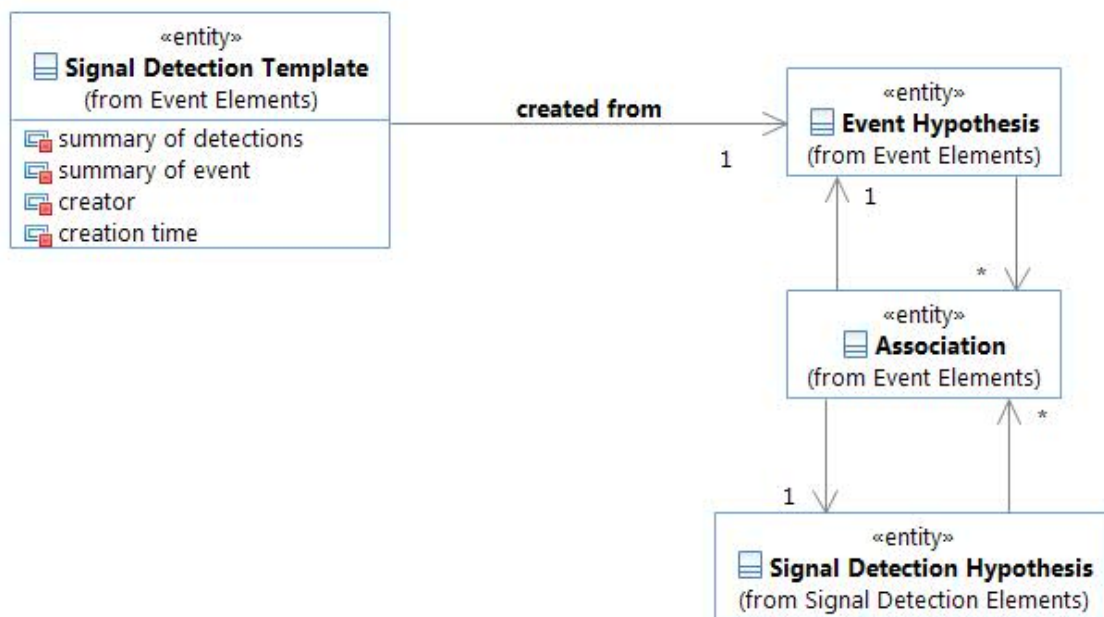 «entity»
Signal Detection Template
(from Event Elements)
summary of detections
summary of event
creator
creation time
created from
1
«entity»
Event Hypothesis
(from Event Elements)
1
*
«entity»
Association
(from Event Elements)
*
1
«entity»
Signal Detection Hypothesis
(from Signal Detection Elements)